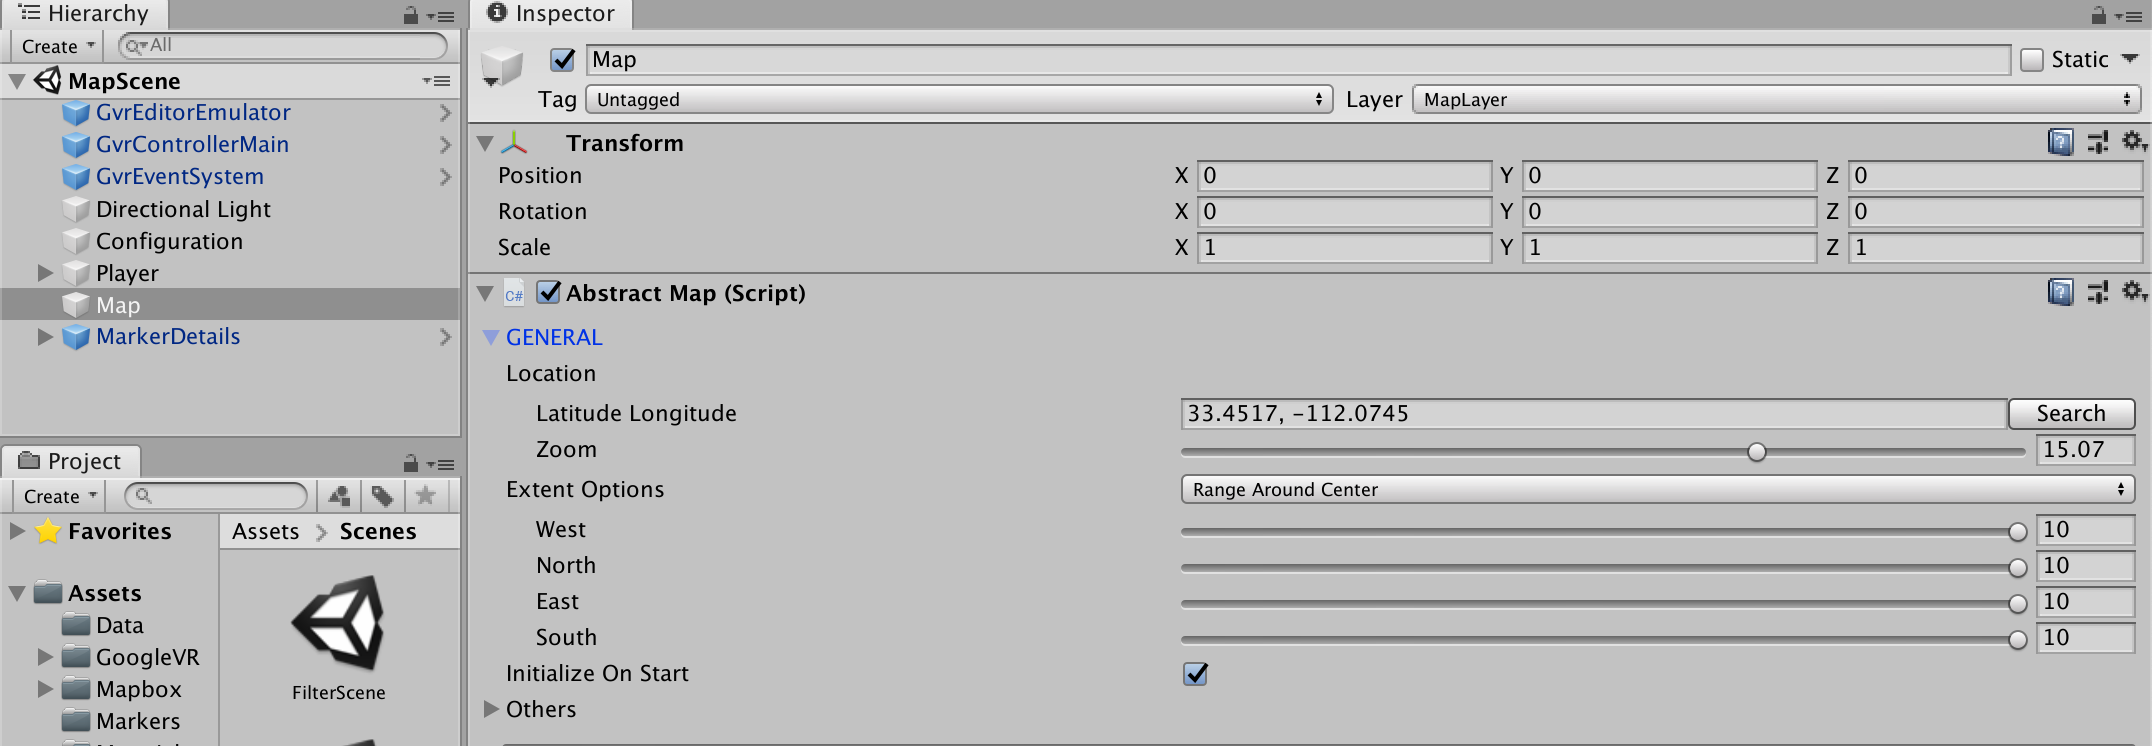 Hierarchy
Create
All
MapScene
GvrEditorEmulator
GvrControllerMain
GvrEventSystem
Directional Light
Configuration
Player
Map
MarkerDetails
Project
Create
Favorites
Assets
Data
GoogleVR
Mapbox
Markers
Assets > Scenes
FilterScene
Inspector
Map
Static
Tag Untagged Layer MapLayer
Transform
Position X 0 Y 0 Z 0
Rotation X 0 Y 0 Z 0
Scale X 1 Y 1 Z 1
C# Abstract Map (Script)
GENERAL
Location
Latitude Longitude 33.4517, -112.0745 Search
Zoom 15.07
Extent Options Range Around Center
West 10
North 10
East 10
South 10
Initialize On Start
Others